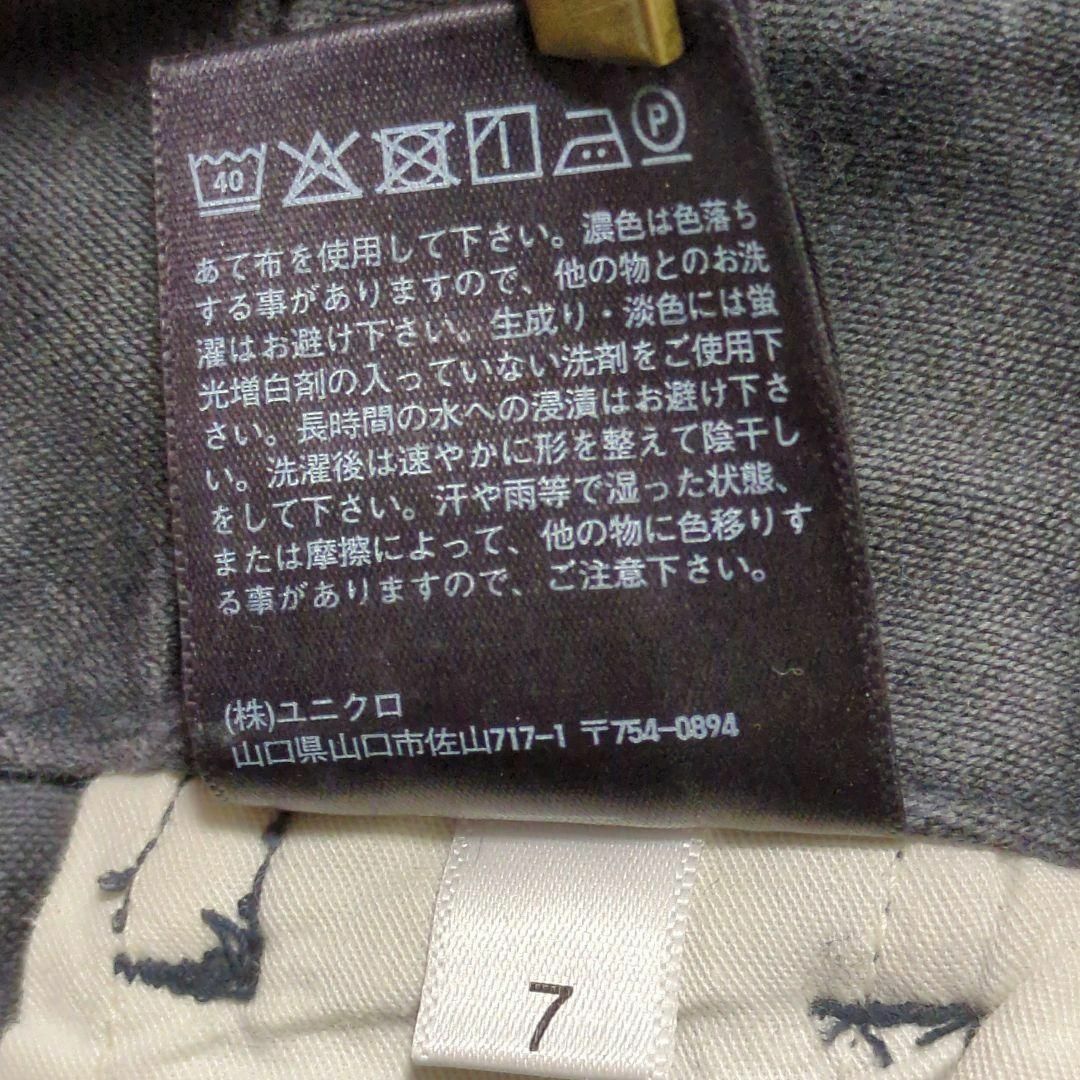 40 P
あて布を使用して下さい。濃色は色落ち
する事がありますので、他の物とのお洗
濯はお避け下さい。生成り・淡色には蛍
光増白剤の入っていない洗剤をご使用下
さい。長時間の水への浸漬はお避け下さ
い。洗濯後は速やかに形を整えて陰干し
をして下さい。汗や雨等で湿った状態、
または摩擦によって、他の物に色移りす
る事がありますので、ご注意下さい。
(株)ユニクロ
山口県山口市佐山717-1 〒754-0894
7